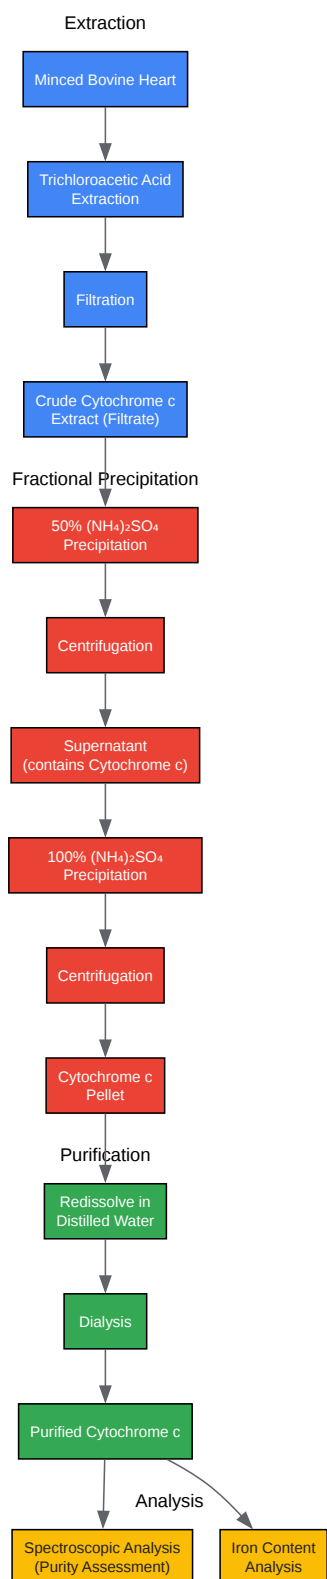 Extraction
Minced Bovine Heart
Trichloroacetic Acid
Extraction
Filtration
Crude Cytochrome c
Extract (Filtrate)
Fractional Precipitation
50% (NH₄)₂SO₄
Precipitation
Centrifugation
Supernatant
(contains Cytochrome c)
100% (NH₄)₂SO₄
Precipitation
Centrifugation
Cytochrome c
Pellet
Purification
Redissolve in
Distilled Water
Dialysis
Purified Cytochrome c
Analysis
Spectroscopic Analysis
(Purity Assessment)
Iron Content
Analysis